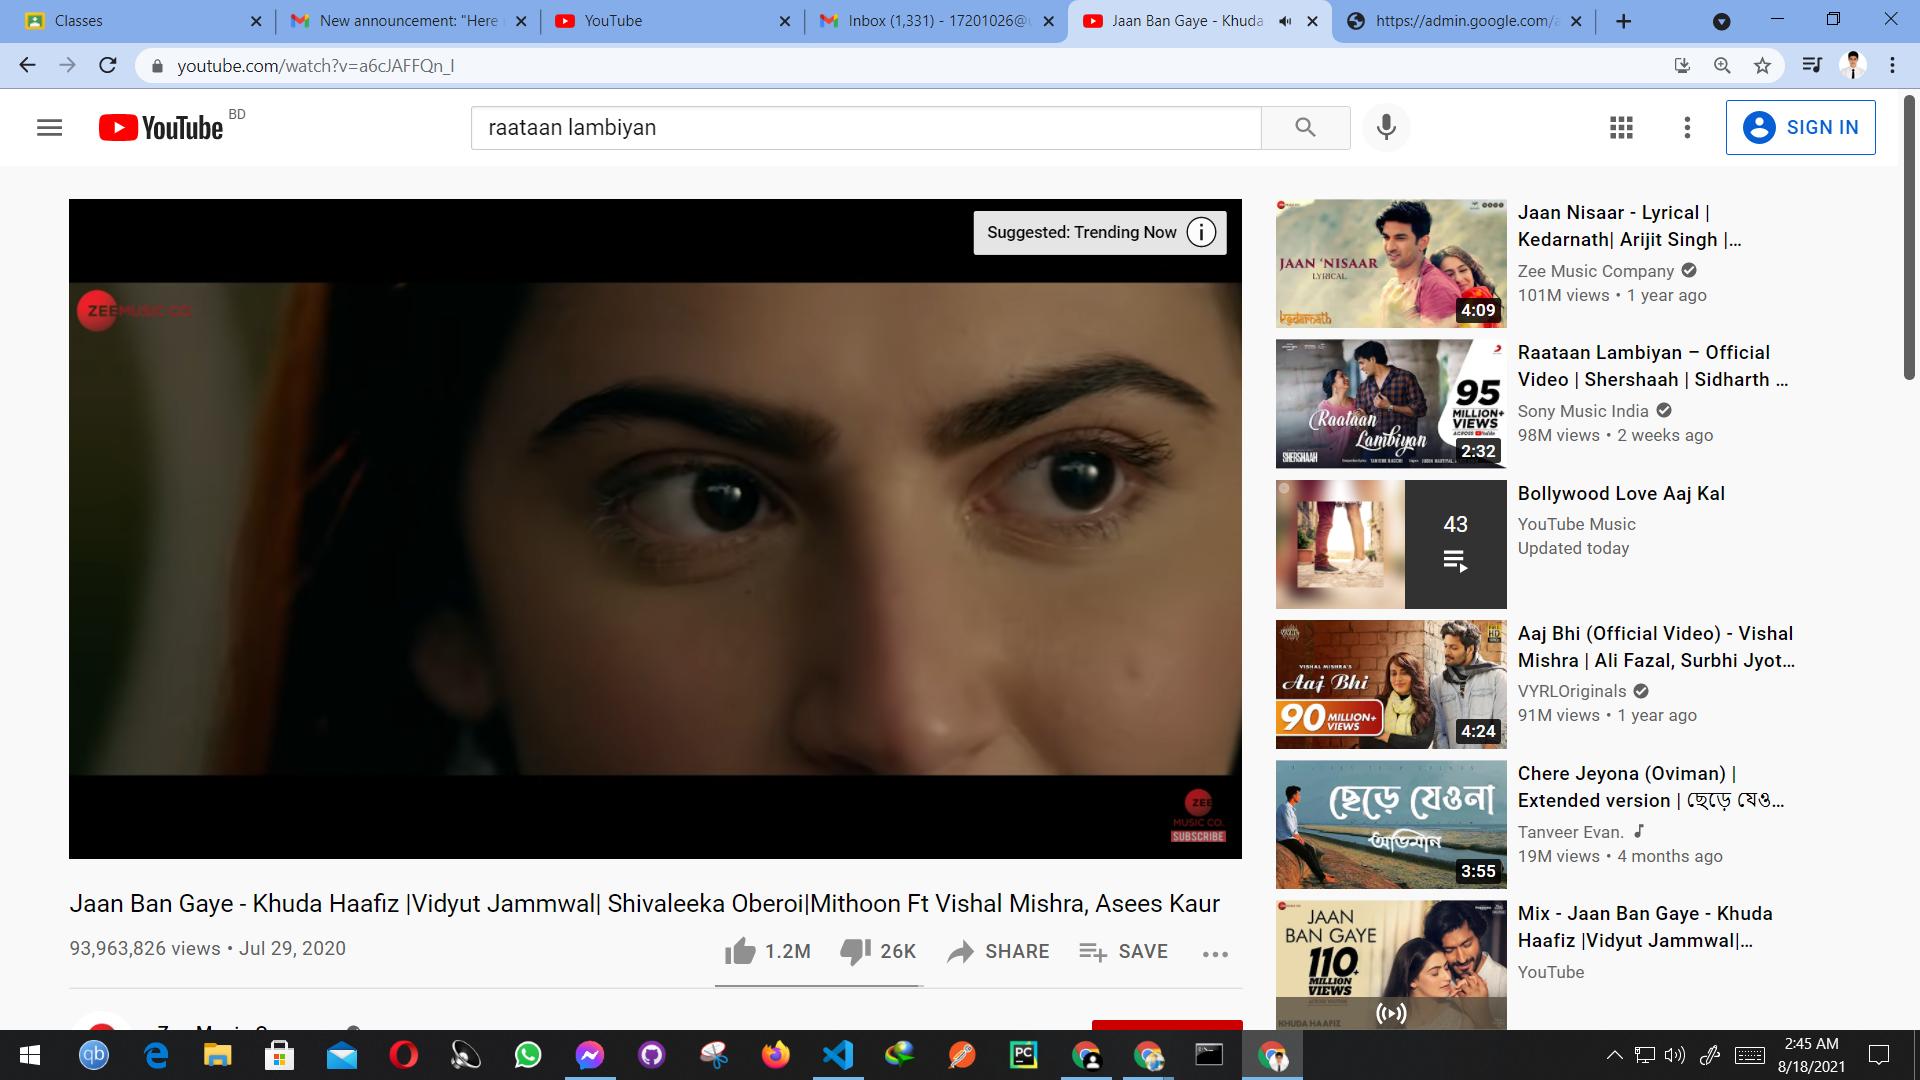 Classes
New announcement: "Here
YouTube
Inbox (1,331) - 17201026@
Jaan Ban Gaye - Khuda
https://admin.google.com/
youtube.com/watch?v=a6cJAFFQn_I
YouTube BD
raataan lambiyan
SIGN IN
Suggested: Trending Now
ZEE MUSIC CO.
ZEE
MUSIC CO.
SUBSCRIBE
Jaan Ban Gaye - Khuda Haafiz |Vidyut Jammwal| Shivaleeka Oberoi|Mithoon Ft Vishal Mishra, Asees Kaur
93,963,826 views • Jul 29, 2020
1.2M
26K
SHARE
SAVE
JAAN 'NISAAR
LYRICAL
kedarnath
4:09
Jaan Nisaar - Lyrical |
Kedarnath| Arijit Singh |...
Zee Music Company
101M views • 1 year ago
95
MILLION+
VIEWS
ACROSS YouTube
Raataan
Lambiyan
SHERSHAAH
2:32
Raataan Lambiyan – Official
Video | Shershaah | Sidharth ...
Sony Music India
98M views • 2 weeks ago
43
Bollywood Love Aaj Kal
YouTube Music
Updated today
VISHAL MISHRA'S
Aaj Bhi
90 MILLION+
VIEWS
4:24
Aaj Bhi (Official Video) - Vishal
Mishra | Ali Fazal, Surbhi Jyot...
VYRLOriginals
91M views • 1 year ago
ছেড়ে যেওনা
অভিমান
3:55
Chere Jeyona (Oviman) |
Extended version | ছেড়ে যেও...
Tanveer Evan.
19M views • 4 months ago
JAAN
BAN GAYE
110+
MILLION
VIEWS
KHUDA HAAFIZ
Mix - Jaan Ban Gaye - Khuda
Haafiz |Vidyut Jammwal|...
YouTube
qb
PC
2:45 AM
8/18/2021